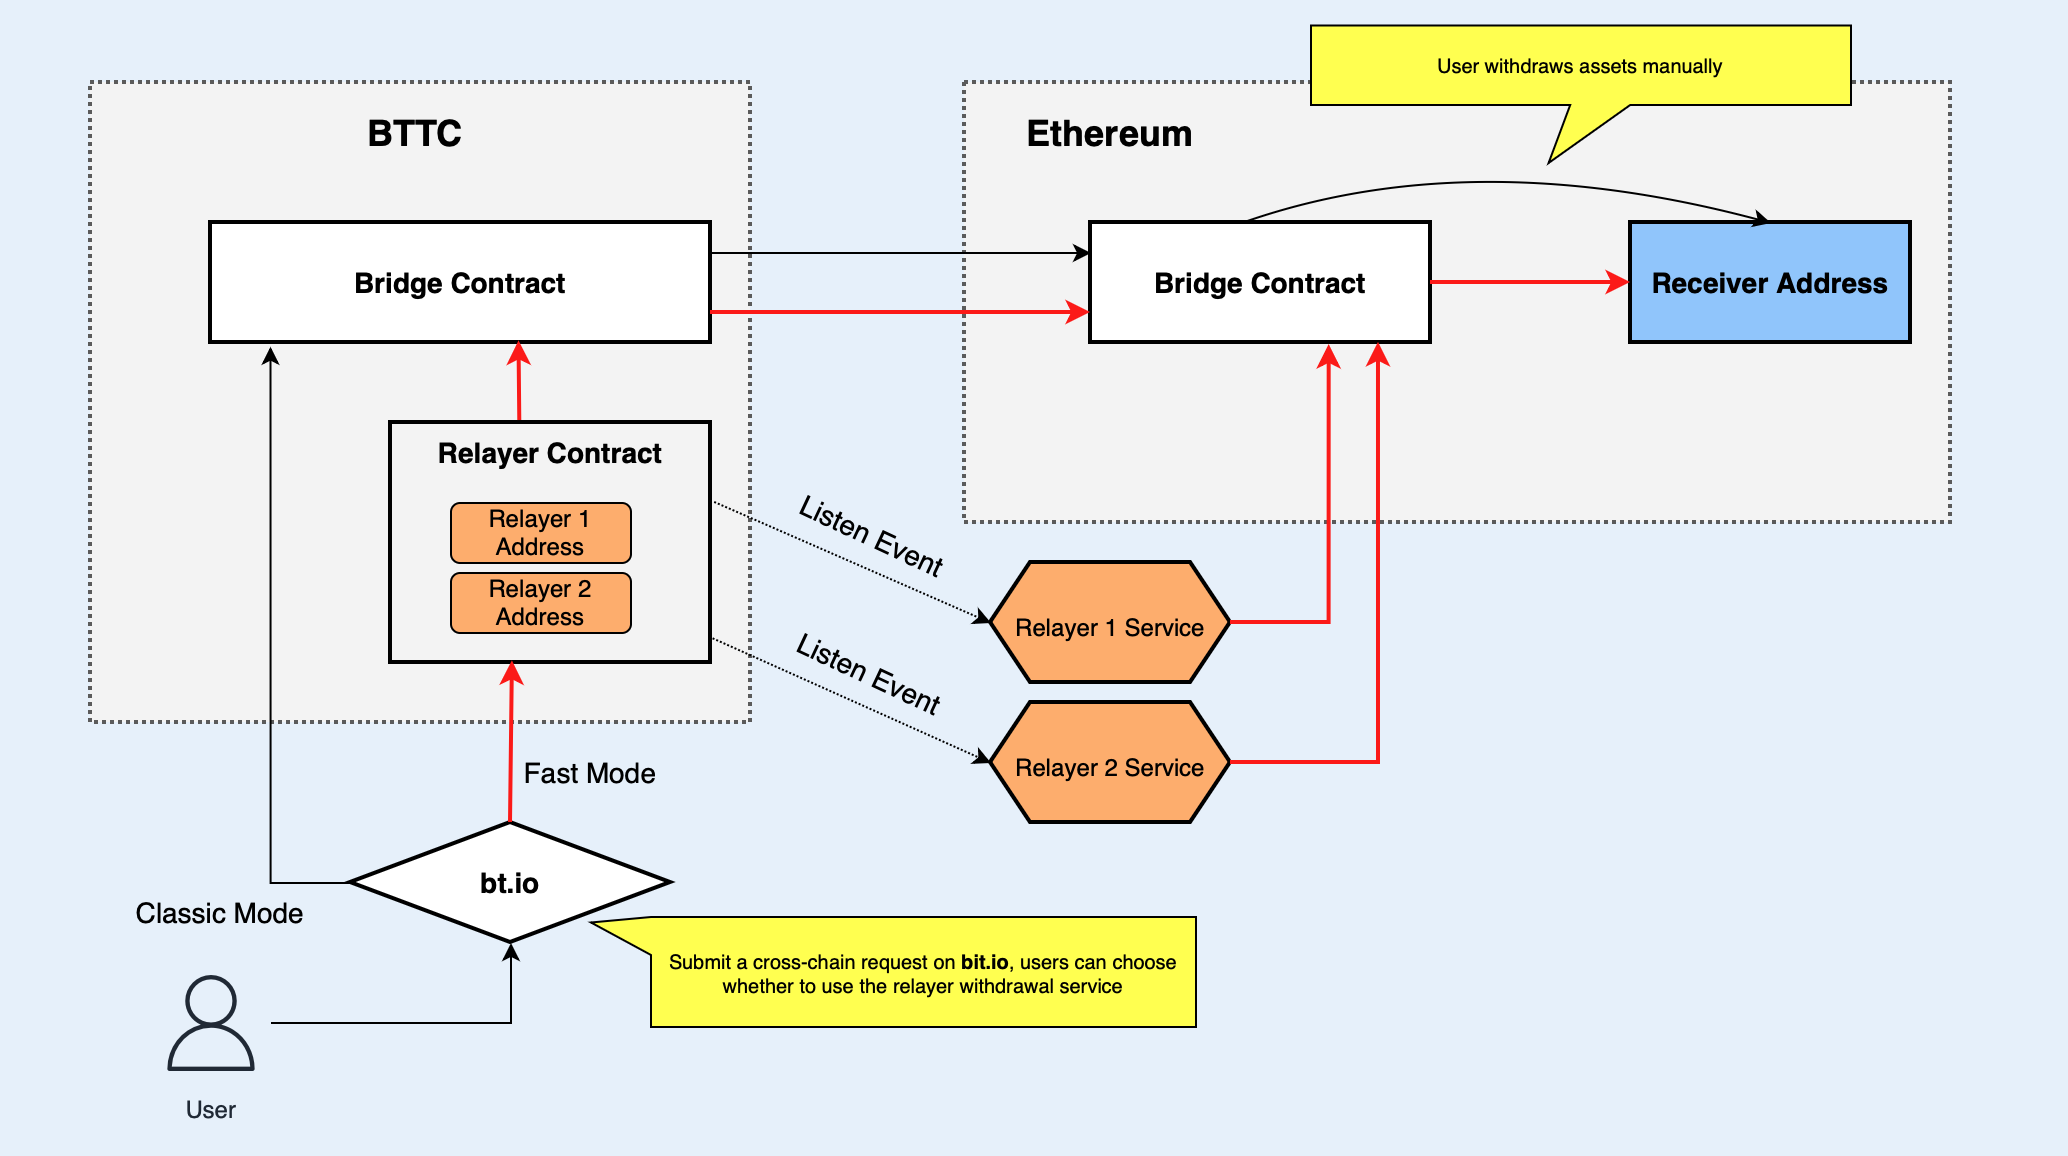 User withdraws assets manually
BTTC
Ethereum
Bridge Contract
Bridge Contract
Receiver Address
Relayer Contract
Relayer 1
Address
Relayer 2
Address
Listen Event
Relayer 1 Service
Listen Event
Relayer 2 Service
Fast Mode
bt.io
Classic Mode
Submit a cross-chain request on bit.io, users can choose
whether to use the relayer withdrawal service
User